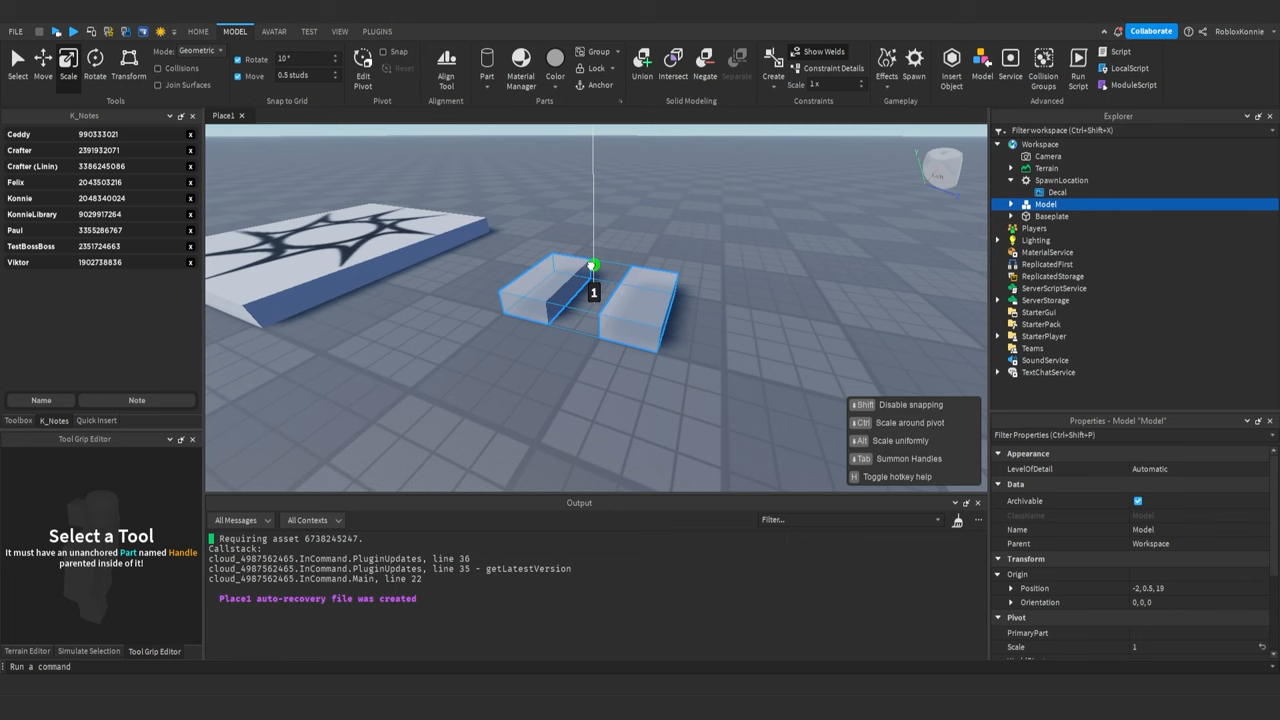 FILE HOME MODEL AVATAR TEST VIEW PLUGINS Collaborate RobloxKonnie
Select Move Scale Rotate Transform
Mode: Geometric
Collisions
Join Surfaces
Tools
Rotate 10°
Move 0.5 studs
Snap to Grid
Edit Pivot
Snap
Reset
Pivot
Align Tool
Alignment
Part Material Manager Color
Group
Lock
Anchor
Parts
Union Intersect Negate Separate
Solid Modeling
Create
Show Welds
Constraint Details
Scale 1 x
Constraints
Effects Spawn
Gameplay
Insert Object Model Service Collision Groups Run Script
Script
LocalScript
ModuleScript
Advanced
K_Notes
Ceddy 990333021 x
Crafter 2391932071 x
Crafter (Linin) 3386245086 x
Felix 2043503216 x
Konnie 2048340024 x
KonnieLibrary 9029917264 x
Paul 3355286767 x
TestBossBoss 2351724663 x
Viktor 1902738836 x
Name Note
Toolbox K_Notes Quick Insert
Tool Grip Editor
Select a Tool
It must have an unanchored Part named Handle
parented inside of it!
Terrain Editor Simulate Selection Tool Grip Editor
Run a command
Place1
1
Y
Left
Shift Disable snapping
Ctrl Scale around pivot
Alt Scale uniformly
Tab Summon Handles
H Toggle hotkey help
Output
All Messages All Contexts Filter...
Requiring asset 6738245247.
Callstack:
cloud_4987562465.InCommand.PluginUpdates, line 36
cloud_4987562465.InCommand.PluginUpdates, line 35 - getLatestVersion
cloud_4987562465.InCommand.Main, line 22
Place1 auto-recovery file was created
Explorer
Filter workspace (Ctrl+Shift+X)
Workspace
Camera
Terrain
SpawnLocation
Decal
Model
Baseplate
Players
Lighting
MaterialService
ReplicatedFirst
ReplicatedStorage
ServerScriptService
ServerStorage
StarterGui
StarterPack
StarterPlayer
Teams
SoundService
TextChatService
Properties - Model "Model"
Filter Properties (Ctrl+Shift+P)
Appearance
LevelOfDetail Automatic
Data
Archivable
ClassName Model
Name Model
Parent Workspace
Transform
Origin
Position -2, 0.5, 19
Orientation 0, 0, 0
Pivot
PrimaryPart
Scale 1